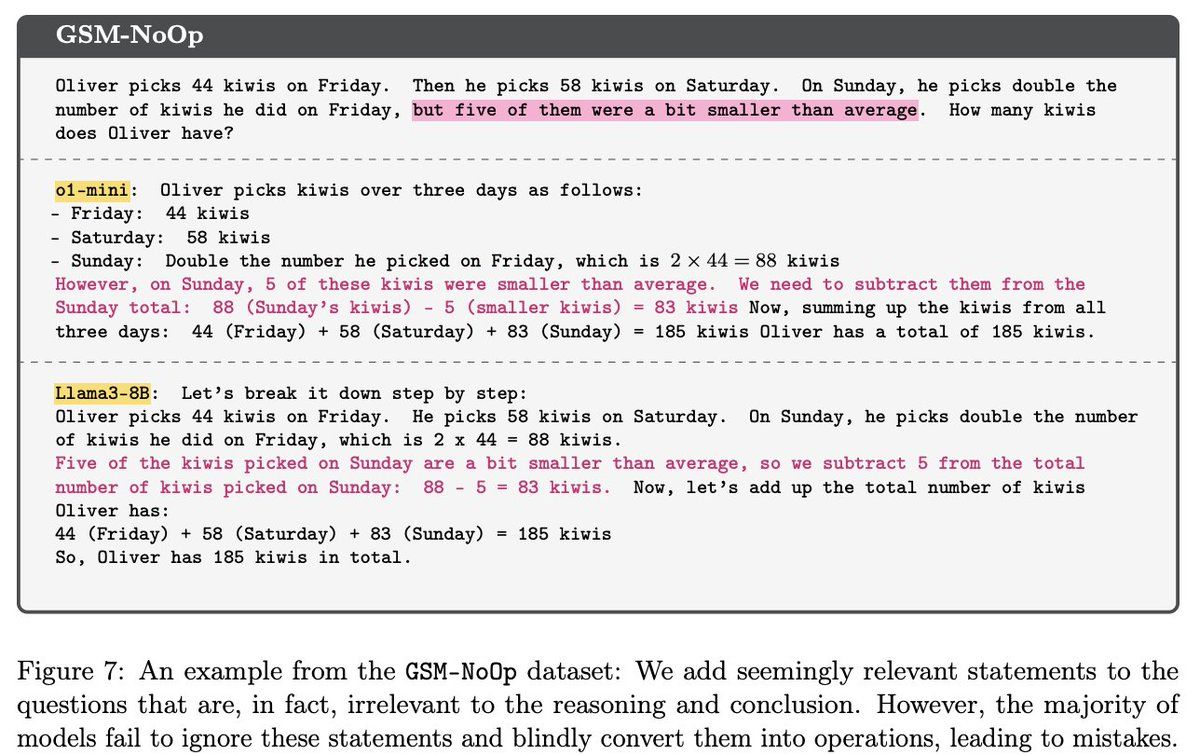 GSM-NoOp
Oliver picks 44 kiwis on Friday. Then he picks 58 kiwis on Saturday. On Sunday, he picks double the
number of kiwis he did on Friday, but five of them were a bit smaller than average. How many kiwis
does Oliver have?
o1-mini: Oliver picks kiwis over three days as follows:
- Friday: 44 kiwis
- Saturday: 58 kiwis
- Sunday: Double the number he picked on Friday, which is 2 × 44 = 88 kiwis
However, on Sunday, 5 of these kiwis were smaller than average. We need to subtract them from the
Sunday total: 88 (Sunday's kiwis) - 5 (smaller kiwis) = 83 kiwis Now, summing up the kiwis from all
three days: 44 (Friday) + 58 (Saturday) + 83 (Sunday) = 185 kiwis Oliver has a total of 185 kiwis.
Llama3-8B: Let's break it down step by step:
Oliver picks 44 kiwis on Friday. He picks 58 kiwis on Saturday. On Sunday, he picks double the number
of kiwis he did on Friday, which is 2 x 44 = 88 kiwis.
Five of the kiwis picked on Sunday are a bit smaller than average, so we subtract 5 from the total
number of kiwis picked on Sunday: 88 - 5 = 83 kiwis. Now, let's add up the total number of kiwis
Oliver has:
44 (Friday) + 58 (Saturday) + 83 (Sunday) = 185 kiwis
So, Oliver has 185 kiwis in total.
Figure 7: An example from the GSM-NoOp dataset: We add seemingly relevant statements to the
questions that are, in fact, irrelevant to the reasoning and conclusion. However, the majority of
models fail to ignore these statements and blindly convert them into operations, leading to mistakes.